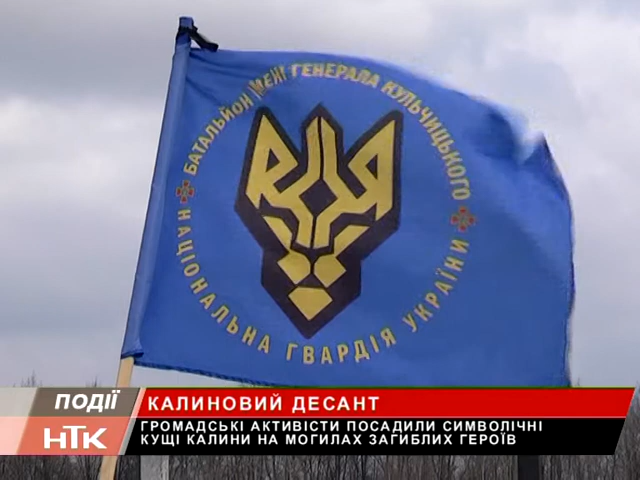 БАТАЛЬЙОН ІМЕНІ ГЕНЕРАЛА КУЛЬЧИЦЬКОГО
НАЦІОНАЛЬНА ГВАРДІЯ УКРАЇНИ
ПОДІЇ
КАЛИНОВИЙ ДЕСАНТ
НТК
ГРОМАДСЬКІ АКТИВІСТИ ПОСАДИЛИ СИМВОЛІЧНІ
КУЩІ КАЛИНИ НА МОГИЛАХ ЗАГИБЛИХ ГЕРОЇВ